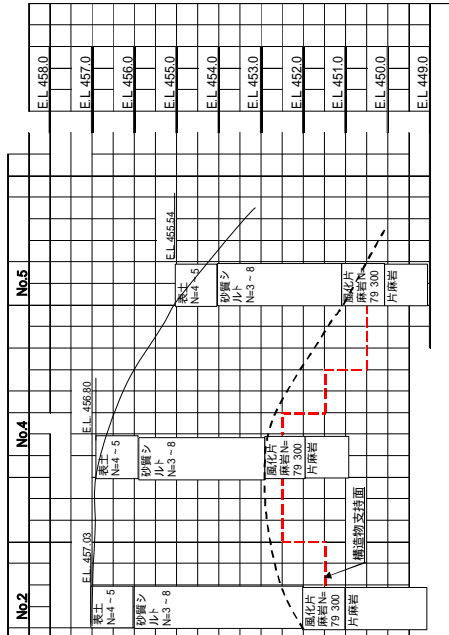 No.2
No.4
No.5
E.L 458.0
E.L 457.0
E.L 456.0
E.L 455.0
E.L 454.0
E.L 453.0
E.L 452.0
E.L 451.0
E.L 450.0
E.L 449.0
E.L 457.03
表土
N=4～5
砂質シルト
N=3～8
風化片
麻岩N=
79 300
片麻岩
E.L 456.80
表土
N=4～5
砂質シ
ルト
N=3～8
風化片
麻岩N=
79 300
片麻岩
E.L 455.54
表土
N=4～5
砂質シ
ルト
N=3～8
風化片
麻岩N=
79 300
片麻岩
構造物支持面